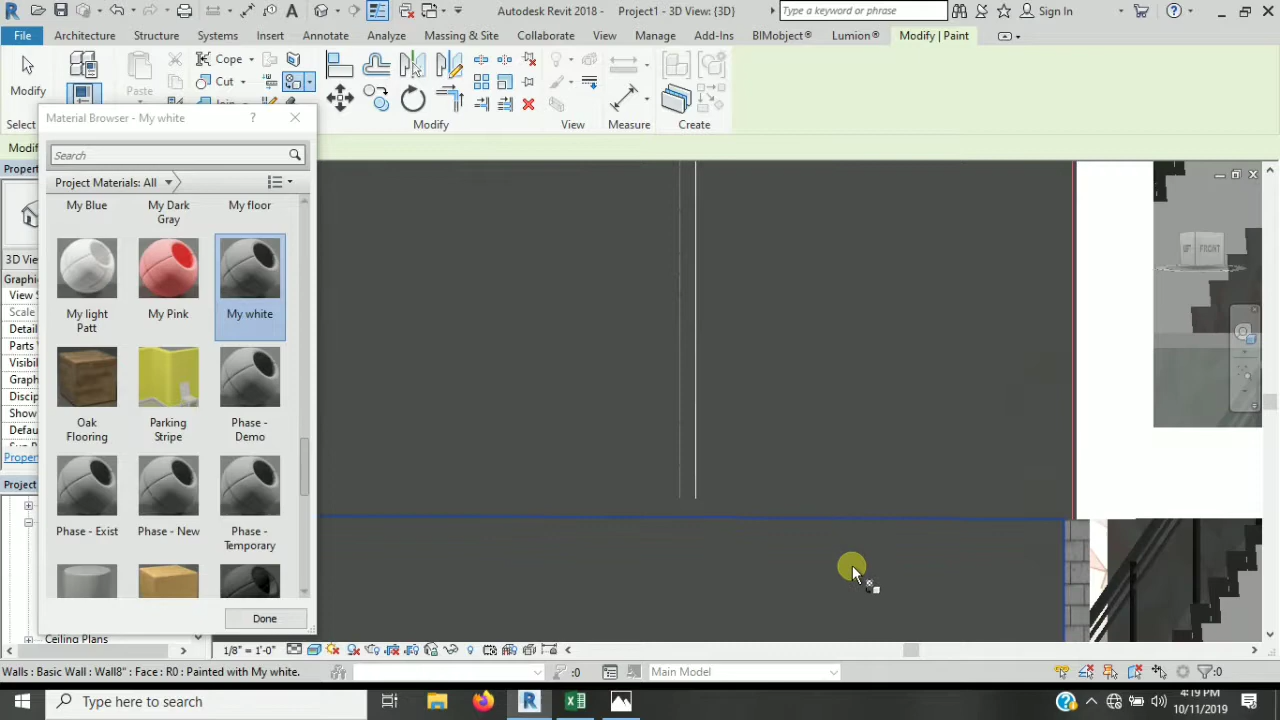 Autodesk Revit 2018 - Project1 - 3D View: {3D}
Type a keyword or phrase
Sign In
File
Architecture
Structure
Systems
Insert
Annotate
Analyze
Massing & Site
Collaborate
View
Manage
Add-Ins
BIMobject®
Lumion®
Modify | Paint
Modify
Paste
Cope
Cut
Join
Select
Modify
View
Measure
Create
Material Browser - My white
Search
Project Materials: All
My Blue
My Dark Gray
My floor
My light Patt
My Pink
My white
Oak Flooring
Parking Stripe
Phase - Demo
Phase - Exist
Phase - New
Phase - Temporary
Done
FRONT
Ceiling Plans
1/8" = 1'-0"
Walls : Basic Wall : Wall8" : Face : R0 : Painted with My white.
:0
Main Model
:0
Type here to search
4:19 PM
10/11/2019